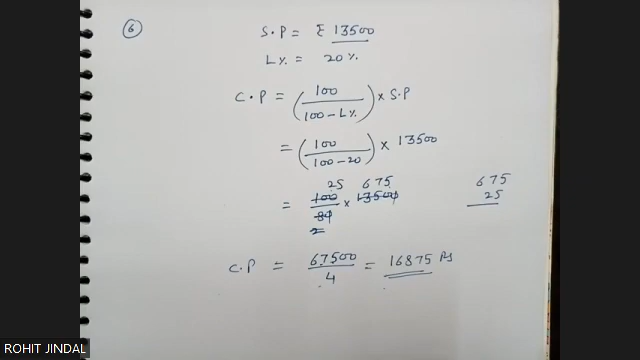 6 S.P = ₹ 13500
L% = 20%
C.P = (100 / 100 - L%) × S.P
= (100 / 100 - 20) × 13500
25 675 675
= 100 / 80 × 13500 25
2
C.P = 67500 / 4 = 16875 Rs
ROHIT JINDAL